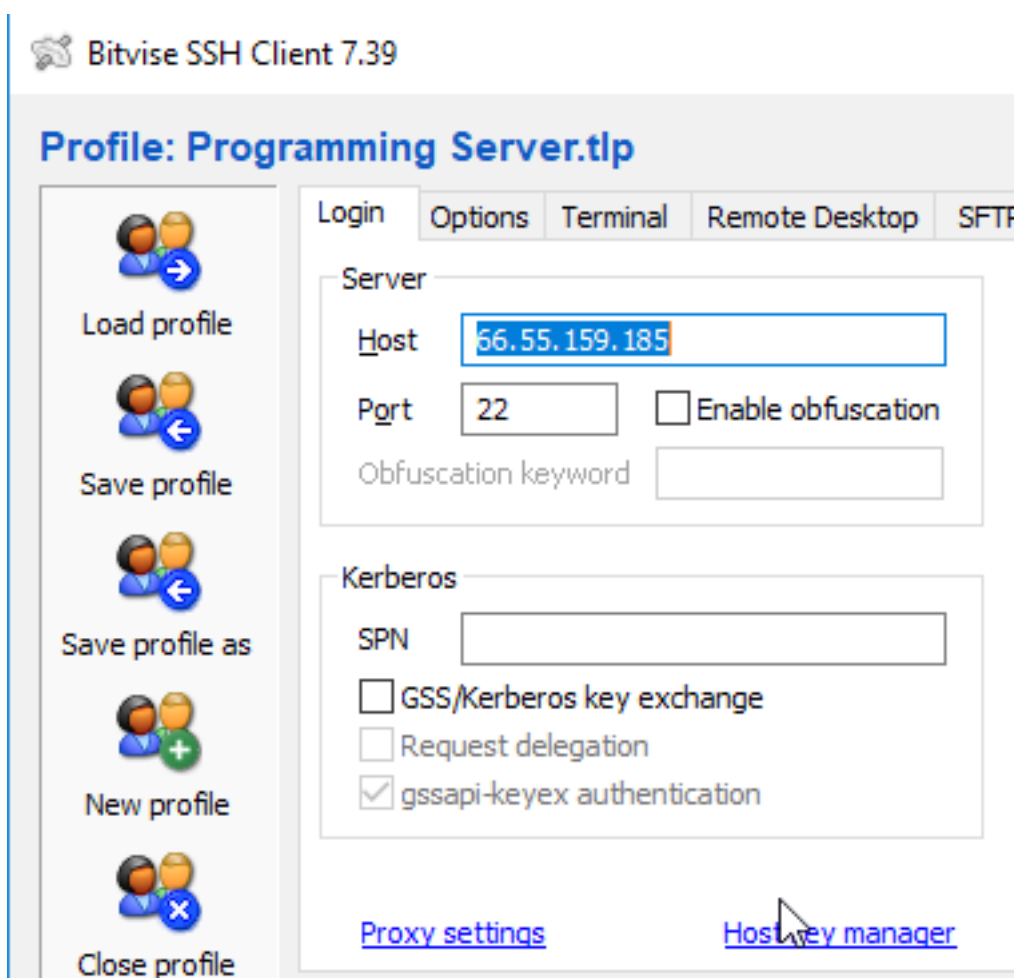 Bitvise SSH Client 7.39
Profile: Programming Server.tlp
Load profile
Save profile
Save profile as
New profile
Close profile
Login Options Terminal Remote Desktop
Server
Host 66.55.159.185
Port 22 Enable obfuscation
Obfuscation keyword
Kerberos
SPN
GSS/Kerberos key exchange
Request delegation
gssapi-keyex authentication
Proxy settings Host key manager